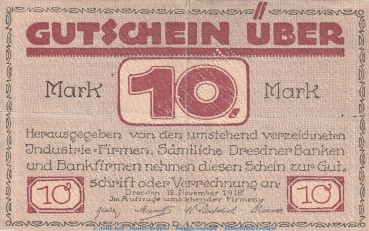 GUTSCHEIN ÜBER
Mark 10. Mark
Herausgegeben von den umstehend verzeichneten
Industrie-Firmen. Sämtliche Dresdner Banken
und Bankfirmen nehmen diesen Schein zur Gut,
schrift oder Verrechnung an.
Dresden, 12. November 1918
Im Auftrage umstehender Firmen:
10 10